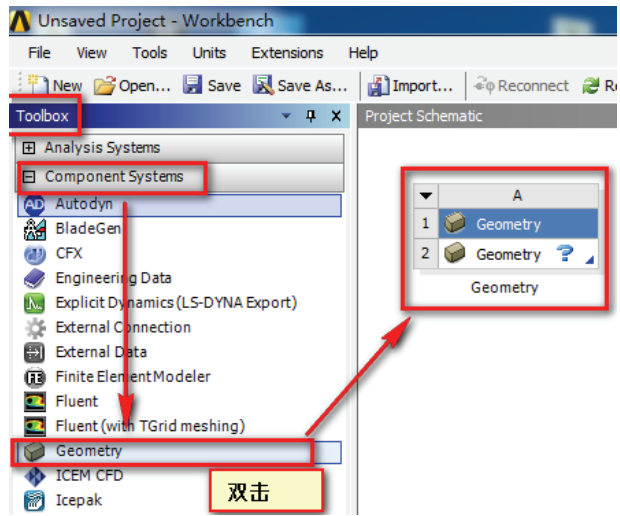 Unsaved Project - Workbench
File View Tools Units Extensions Help
New Open... Save Save As... Import... Reconnect
Toolbox
Project Schematic
Analysis Systems
Component Systems
A
Autodyn
1 Geometry
BladeGen
2 Geometry ?
CFX
Geometry
Engineering Data
Explicit Dynamics (LS-DYNA Export)
External Connection
External Data
Finite Element Modeler
Fluent
Fluent (with TGrid meshing)
Geometry
ICEM CFD
双击
Icepak